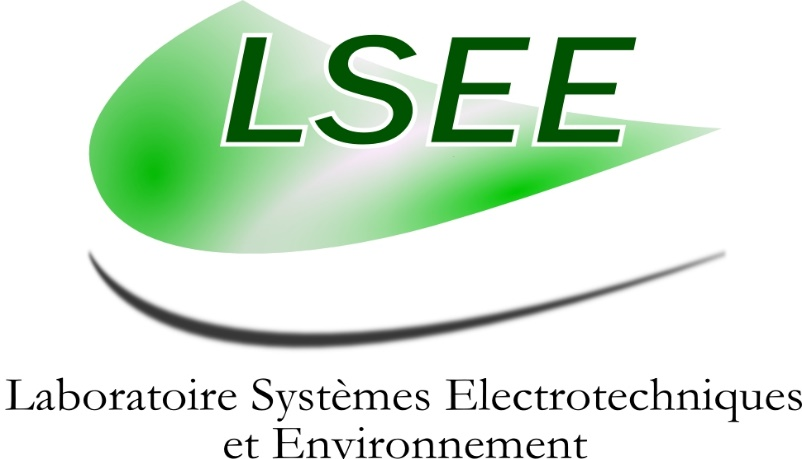 LSEE
Laboratoire Systèmes Electrotechniques
et Environnement